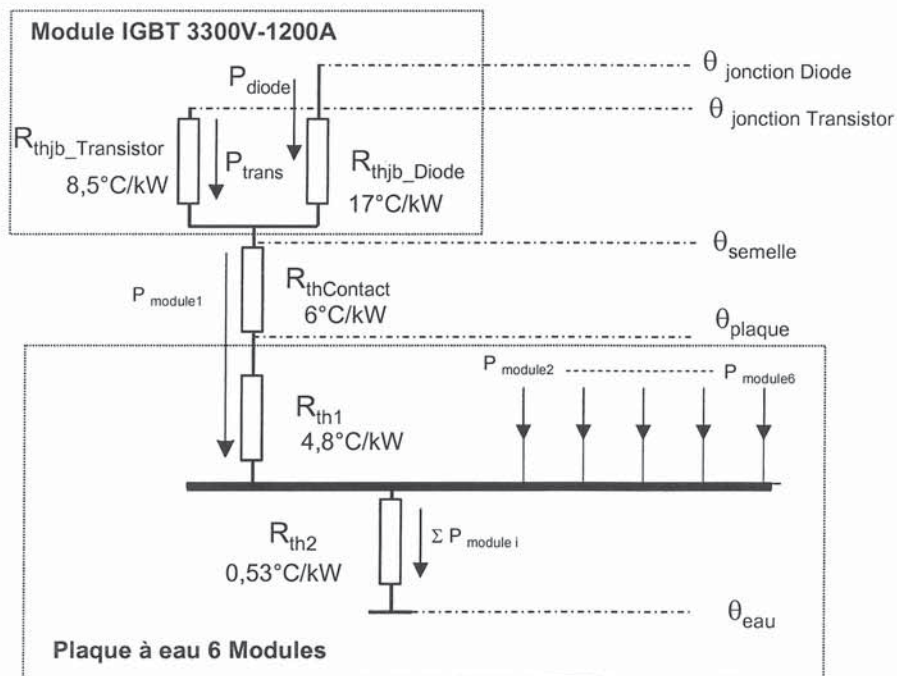 Module IGBT 3300V-1200A
θ jonction Diode
P diode
θ jonction Transistor
R thjb_Transistor
8,5°C/kW
P trans
R thjb_Diode
17°C/kW
θ semelle
P module1
R thContact
6°C/kW
θ plaque
P module2
P module6
R th1
4,8°C/kW
R th2
0,53°C/kW
Σ P module i
θ eau
Plaque à eau 6 Modules